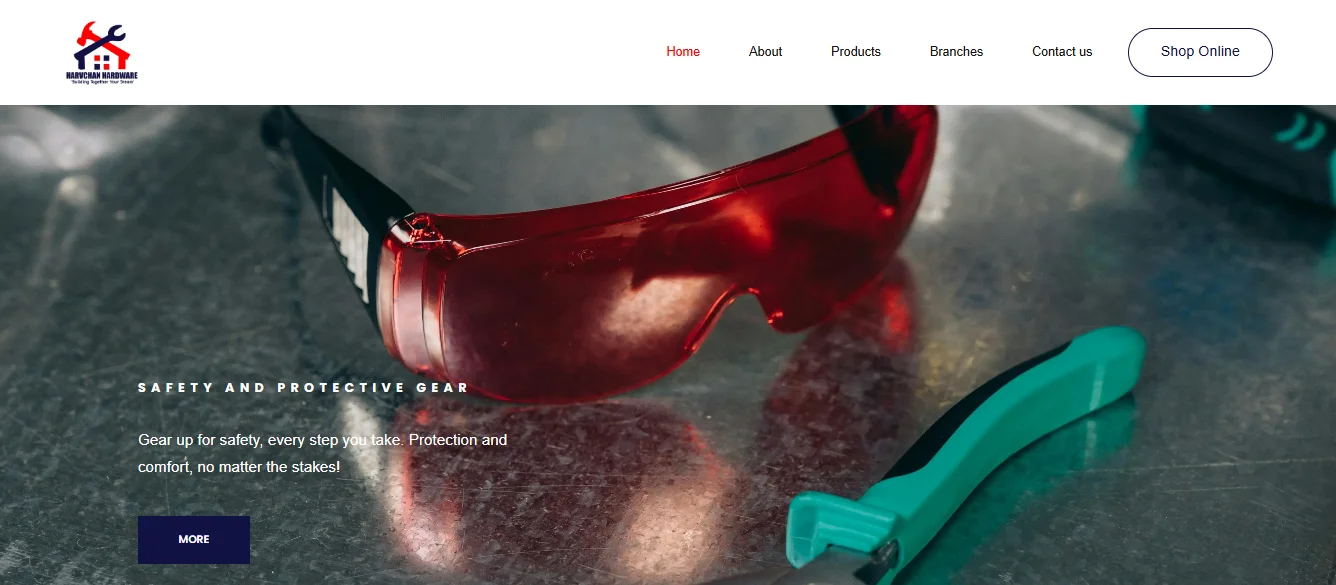 HARVCHAN HARDWARE
"Building Together Your Dream"
Home
About
Products
Branches
Contact us
Shop Online
SAFETY AND PROTECTIVE GEAR
Gear up for safety, every step you take. Protection and
comfort, no matter the stakes!
MORE